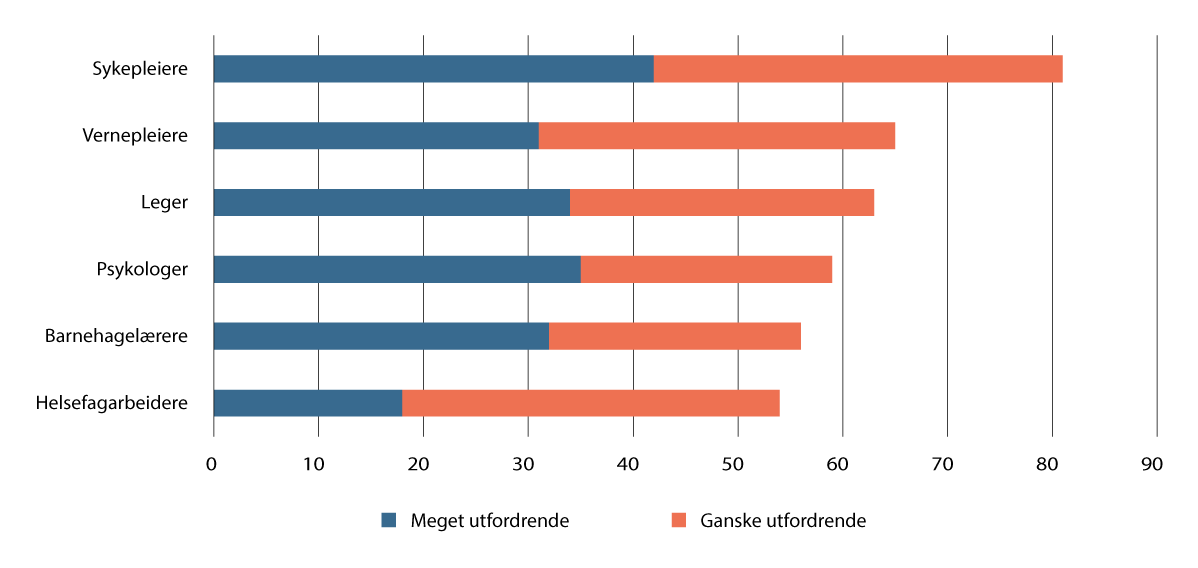 Sykepleiere
Vernepleiere
Leger
Psykologer
Barnehagelærere
Helsefagarbeidere
0 10 20 30 40 50 60 70 80 90
Meget utfordrende Ganske utfordrende